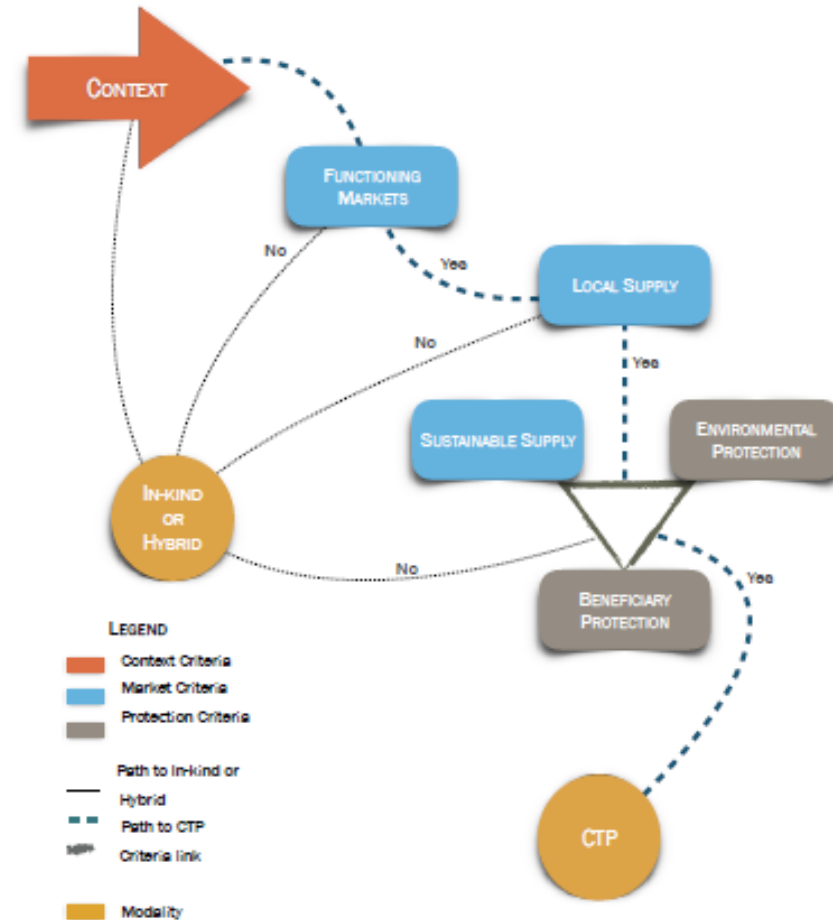 CONTEXT
FUNCTIONING
MARKETS
No
Yes
LOCAL SUPPLY
No
Yes
SUSTAINABLE SUPPLY
ENVIRONMENTAL
PROTECTION
IN-KIND
OR
HYBRID
No
Yes
BENEFICIARY
PROTECTION
LEGEND
Context Criteria
Market Criteria
Protection Criteria
Path to In-kind or
Hybrid
Path to CTP
Criteria link
Modality
CTP